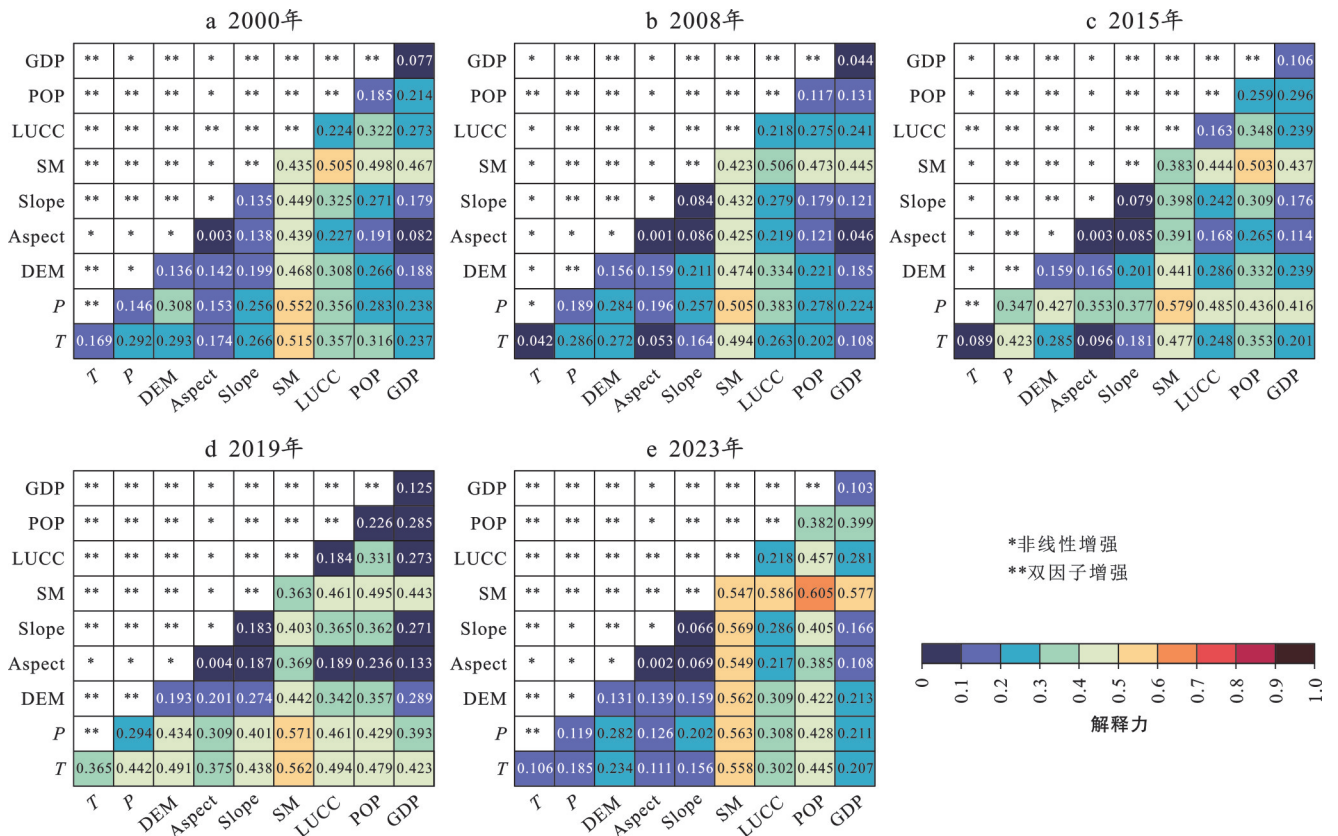 a 2000年
GDP ** * ** * ** ** ** ** 0.077
POP ** ** ** * ** ** ** 0.185 0.214
LUCC ** ** ** ** ** ** 0.224 0.322 0.273
SM ** ** ** * ** 0.435 0.505 0.498 0.467
Slope ** ** ** * 0.135 0.449 0.325 0.271 0.179
Aspect * * * 0.003 0.138 0.439 0.227 0.191 0.082
DEM ** * 0.136 0.142 0.199 0.468 0.308 0.266 0.188
P ** 0.146 0.308 0.153 0.256 0.552 0.356 0.283 0.238
T 0.169 0.292 0.293 0.174 0.266 0.515 0.357 0.316 0.237
T P DEM Aspect Slope SM LUCC POP GDP
b 2008年
GDP * ** ** * ** ** ** ** 0.044
POP ** ** ** * ** ** ** 0.117 0.131
LUCC * ** ** * ** ** 0.218 0.275 0.241
SM * ** ** * ** 0.423 0.506 0.473 0.445
Slope * ** ** * 0.084 0.432 0.279 0.179 0.121
Aspect * * * 0.001 0.086 0.425 0.219 0.121 0.046
DEM * ** 0.156 0.159 0.211 0.474 0.334 0.221 0.185
P * 0.189 0.284 0.196 0.257 0.505 0.383 0.278 0.224
T 0.042 0.286 0.272 0.053 0.164 0.494 0.263 0.202 0.108
T P DEM Aspect Slope SM LUCC POP GDP
c 2015年
GDP * ** ** * ** ** ** ** 0.106
POP * ** ** * ** ** ** 0.259 0.296
LUCC ** ** ** * ** ** 0.163 0.348 0.239
SM * ** ** * ** 0.383 0.444 0.503 0.437
Slope * ** ** * 0.079 0.398 0.242 0.309 0.176
Aspect * ** * 0.003 0.085 0.391 0.168 0.265 0.114
DEM * ** 0.159 0.165 0.201 0.441 0.286 0.332 0.239
P ** 0.347 0.427 0.353 0.377 0.579 0.485 0.436 0.416
T 0.089 0.423 0.285 0.096 0.181 0.477 0.248 0.353 0.201
T P DEM Aspect Slope SM LUCC POP GDP
d 2019年
GDP ** ** ** * ** ** ** ** 0.125
POP ** ** ** * ** ** ** 0.226 0.285
LUCC ** ** ** * ** ** 0.184 0.331 0.273
SM ** ** ** * ** 0.363 0.461 0.495 0.443
Slope ** ** ** * 0.183 0.403 0.365 0.362 0.271
Aspect * * * 0.004 0.187 0.369 0.189 0.236 0.133
DEM ** ** 0.193 0.201 0.274 0.442 0.342 0.357 0.289
P ** 0.294 0.434 0.309 0.401 0.571 0.461 0.429 0.393
T 0.365 0.442 0.491 0.375 0.438 0.562 0.494 0.479 0.423
T P DEM Aspect Slope SM LUCC POP GDP
e 2023年
GDP ** ** ** * ** ** ** ** 0.103
POP ** ** ** * ** ** ** 0.382 0.399
LUCC ** ** ** ** ** ** 0.218 0.457 0.281
SM ** ** ** ** ** 0.547 0.586 0.605 0.577
Slope ** * ** * 0.066 0.569 0.286 0.405 0.166
Aspect * * * 0.002 0.069 0.549 0.217 0.385 0.108
DEM ** * 0.131 0.139 0.159 0.562 0.309 0.422 0.213
P ** 0.119 0.282 0.126 0.202 0.563 0.308 0.428 0.211
T 0.106 0.185 0.234 0.111 0.156 0.558 0.302 0.445 0.207
T P DEM Aspect Slope SM LUCC POP GDP
*非线性增强
**双因子增强
0 0.1 0.2 0.3 0.4 0.5 0.6 0.7 0.8 0.9 1.0
解释力